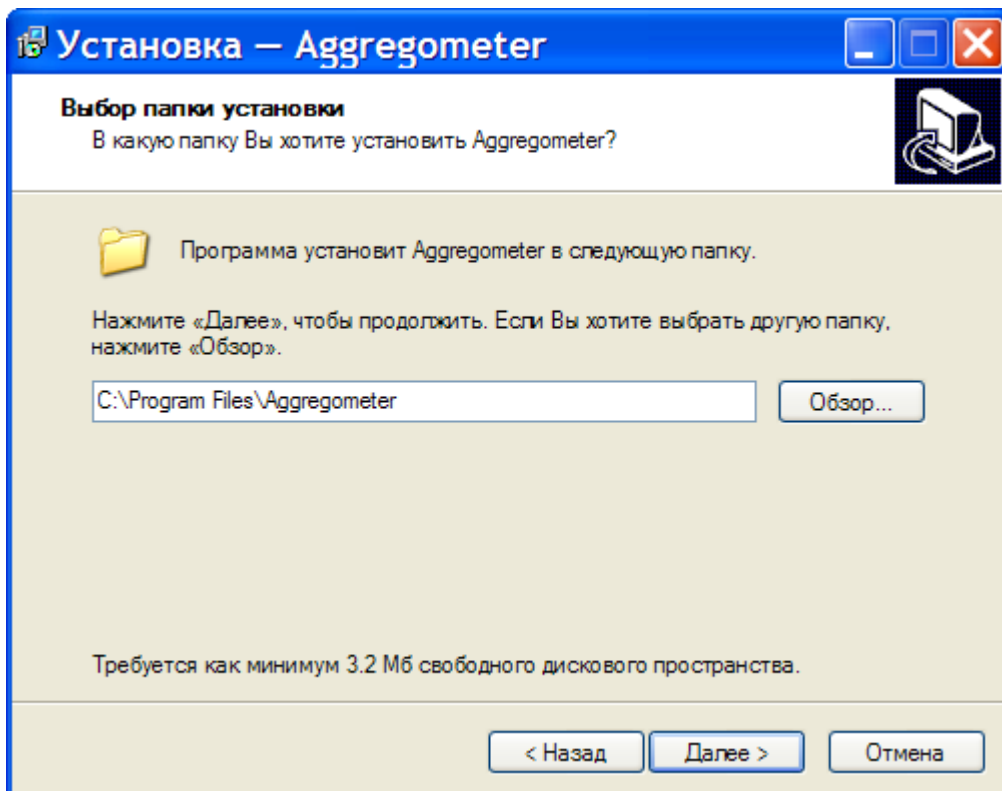 Установка — Aggregometer
Выбор папки установки
В какую папку Вы хотите установить Aggregometer?
Программа установит Aggregometer в следующую папку.
Нажмите «Далее», чтобы продолжить. Если Вы хотите выбрать другую папку,
нажмите «Обзор».
C:\Program Files\Aggregometer
Обзор...
Требуется как минимум 3.2 Мб свободного дискового пространства.
< Назад
Далее >
Отмена